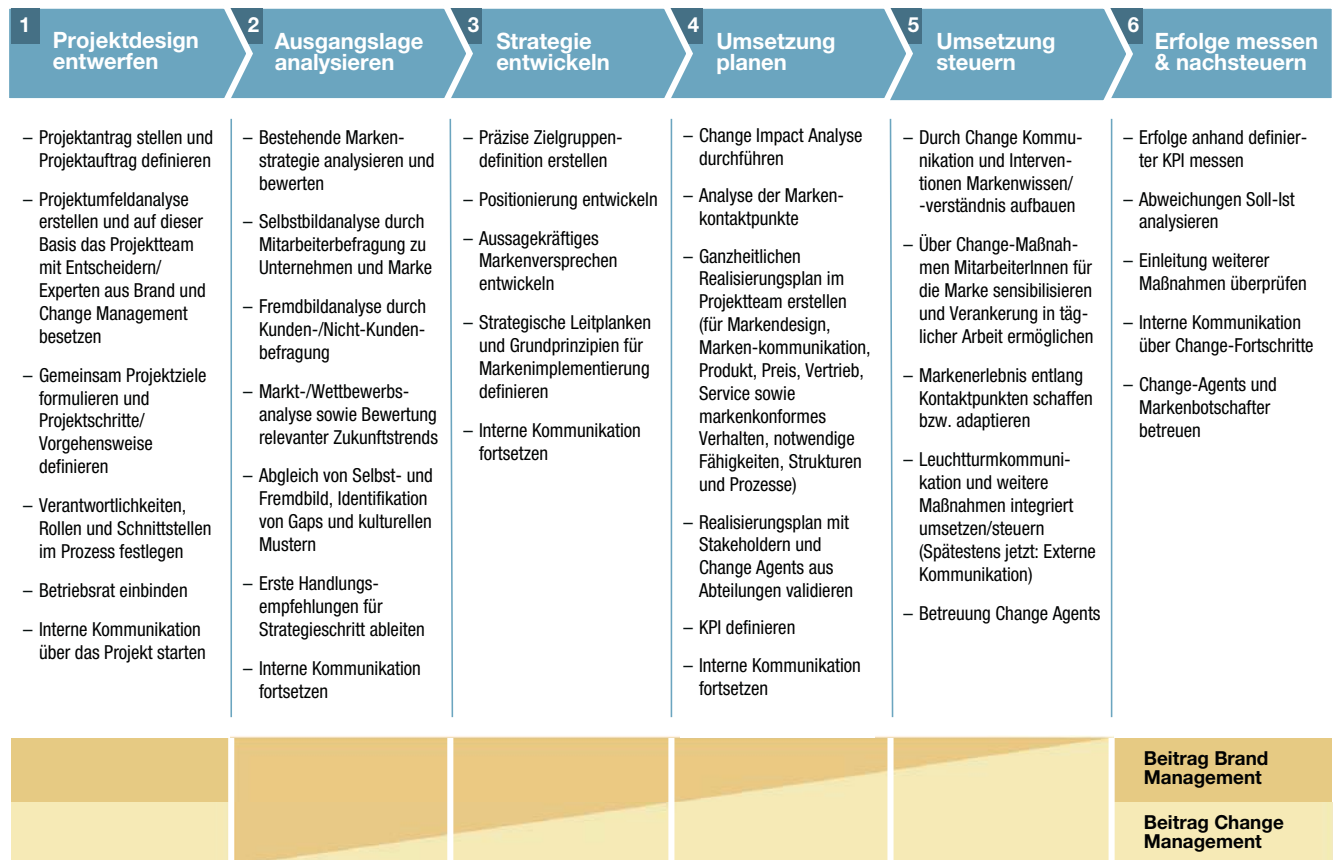 1
Projektdesign
entwerfen
2
Ausgangslage
analysieren
3
Strategie
entwickeln
4
Umsetzung
planen
5
Umsetzung
steuern
6
Erfolge messen
& nachsteuern
– Projektantrag stellen und
Projektauftrag definieren
– Projektumfeldanalyse
erstellen und auf dieser
Basis das Projektteam
mit Entscheidern/
Experten aus Brand und
Change Management
besetzen
– Gemeinsam Projektziele
formulieren und
Projektschritte/
Vorgehensweise
definieren
– Verantwortlichkeiten,
Rollen und Schnittstellen
im Prozess festlegen
– Betriebsrat einbinden
– Interne Kommunikation
über das Projekt starten
– Bestehende Marken-
strategie analysieren und
bewerten
– Selbstbildanalyse durch
Mitarbeiterbefragung zu
Unternehmen und Marke
– Fremdbildanalyse durch
Kunden-/Nicht-Kunden-
befragung
– Markt-/Wettbewerbs-
analyse sowie Bewertung
relevanter Zukunftstrends
– Abgleich von Selbst- und
Fremdbild, Identifikation
von Gaps und kulturellen
Mustern
– Erste Handlungs-
empfehlungen für
Strategieschritt ableiten
– Interne Kommunikation
fortsetzen
– Präzise Zielgruppen-
definition erstellen
– Positionierung entwickeln
– Aussagekräftiges
Markenversprechen
entwickeln
– Strategische Leitplanken
und Grundprinzipien für
Markenimplementierung
definieren
– Interne Kommunikation
fortsetzen
– Change Impact Analyse
durchführen
– Analyse der Marken-
kontaktpunkte
– Ganzheitlichen
Realisierungsplan im
Projektteam erstellen
(für Markendesign,
Marken-kommunikation,
Produkt, Preis, Vertrieb,
Service sowie
markenkonformes
Verhalten, notwendige
Fähigkeiten, Strukturen
und Prozesse)
– Realisierungsplan mit
Stakeholdern und
Change Agents aus
Abteilungen validieren
– KPI definieren
– Interne Kommunikation
fortsetzen
– Durch Change Kommu-
nikation und Interven-
tionen Markenwissen/
-verständnis aufbauen
– Über Change-Maßnah-
men MitarbeiterInnen für
die Marke sensibilisieren
und Verankerung in täg-
licher Arbeit ermöglichen
– Markenerlebnis entlang
Kontaktpunkten schaffen
bzw. adaptieren
– Leuchtturmkommuni-
kation und weitere
Maßnahmen integriert
umsetzen/steuern
(Spätestens jetzt: Externe
Kommunikation)
– Betreuung Change Agents
– Erfolge anhand definier-
ter KPI messen
– Abweichungen Soll-Ist
analysieren
– Einleitung weiterer
Maßnahmen überprüfen
– Interne Kommunikation
über Change-Fortschritte
– Change-Agents und
Markenbotschafter
betreuen
Beitrag Brand
Management
Beitrag Change
Management